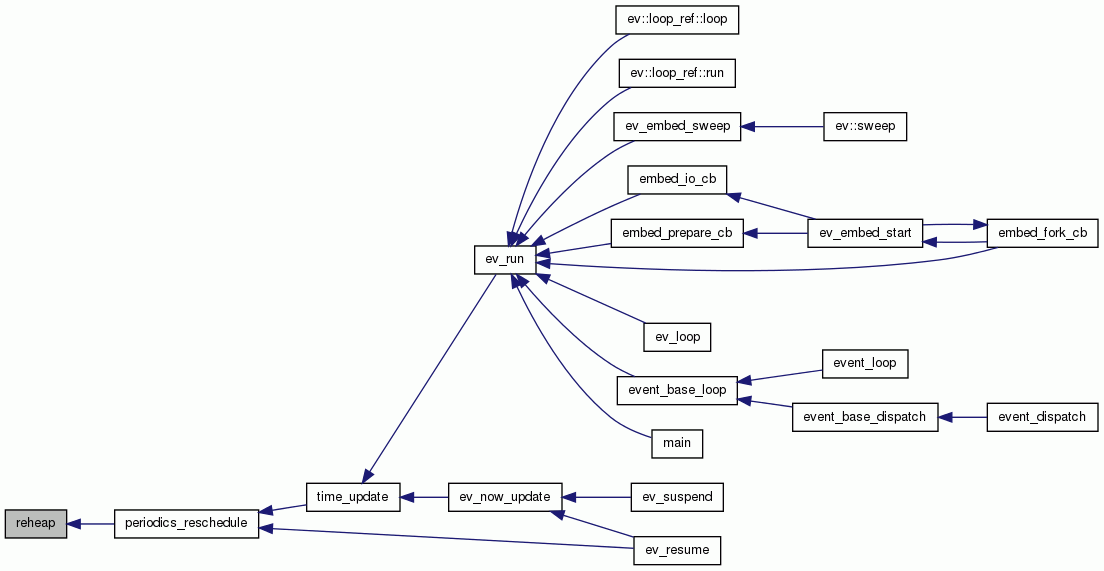 ev::loop_ref::loop
ev::loop_ref::run
ev_embed_sweep
ev::sweep
embed_io_cb
embed_prepare_cb
ev_embed_start
embed_fork_cb
ev_run
ev_loop
event_loop
event_base_loop
event_base_dispatch
event_dispatch
main
time_update
ev_now_update
ev_suspend
reheap
periodics_reschedule
ev_resume